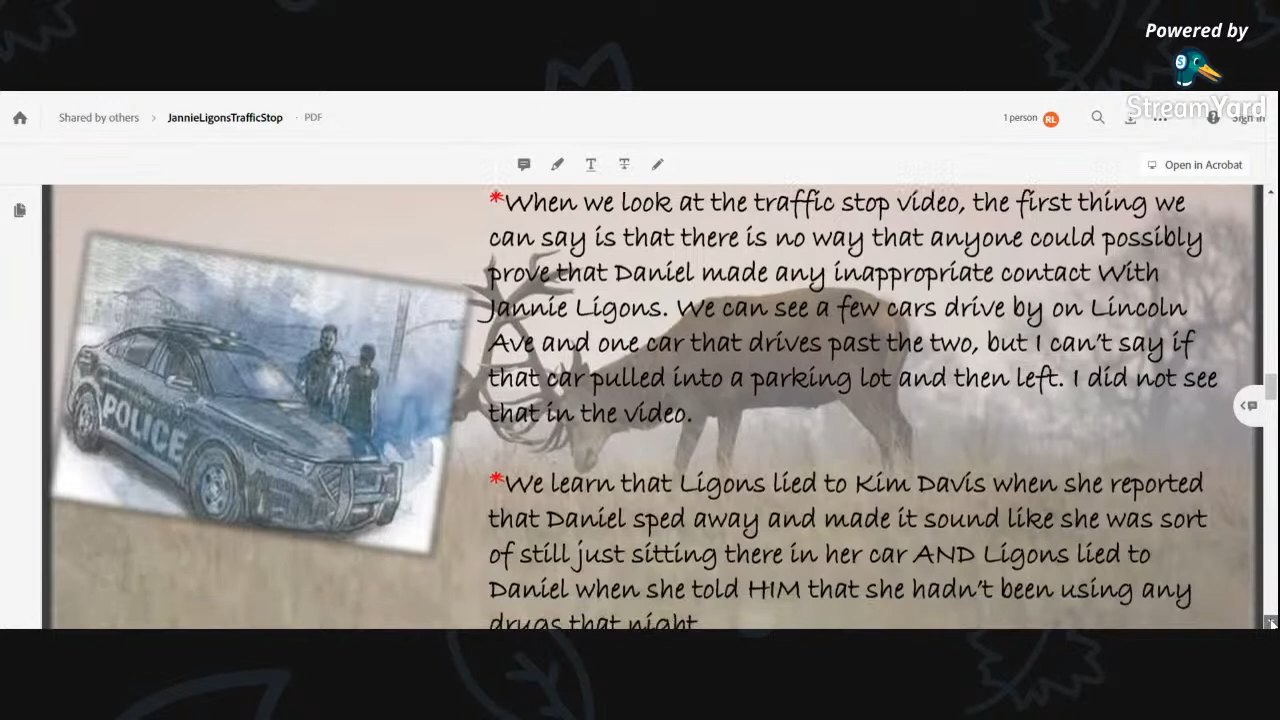 Powered by
StreamYard
Shared by others > JannieLigonsTrafficStop · PDF
1 person RL
Sign in
Open in Acrobat
*When we look at the traffic stop video, the first thing we
can say is that there is no way that anyone could possibly
prove that Daniel made any inappropriate contact With
Jannie Ligons. We can see a few cars drive by on Lincoln
Ave and one car that drives past the two, but I can't say if
that car pulled into a parking lot and then left. I did not see
that in the video.
POLICE
*We learn that Ligons lied to Kim Davis when she reported
that Daniel sped away and made it sound like she was sort
of still just sitting there in her car AND Ligons lied to
Daniel when she told HIM that she hadn't been using any
drugs that night